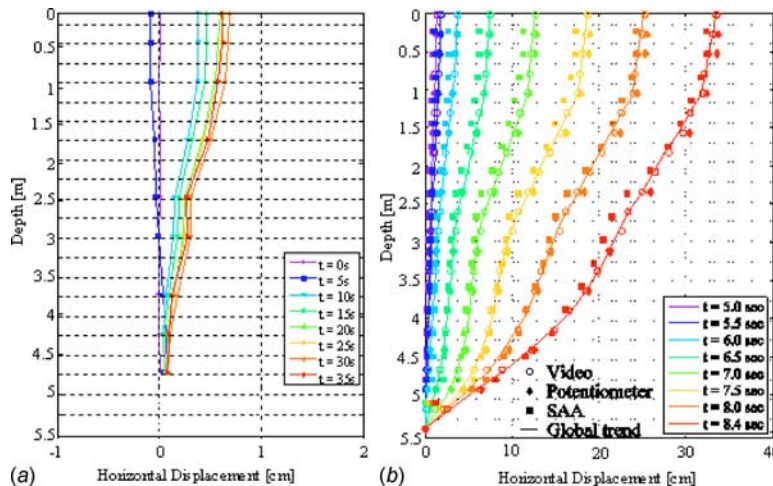 0
0.5
1
1.5
2
2.5
3
3.5
4
4.5
5
5.5
Depth [m]
-1
0
1
2
Horizontal Displacement [cm]
t = 0s
t = 5s
t = 10s
t = 15s
t = 20s
t = 25s
t = 30s
t = 35s
(a)
0
0.5
1
1.5
2
2.5
3
3.5
4
4.5
5
5.5
Depth [m]
0
10
20
30
40
Horizontal Displacement [cm]
Video
Potentiometer
SAA
Global trend
t = 5.0 sec
t = 5.5 sec
t = 6.0 sec
t = 6.5 sec
t = 7.0 sec
t = 7.5 sec
t = 8.0 sec
t = 8.4 sec
(b)